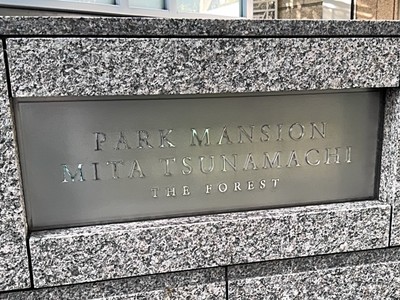 PARK MANSION
MITA TSUNAMACHI
THE FOREST